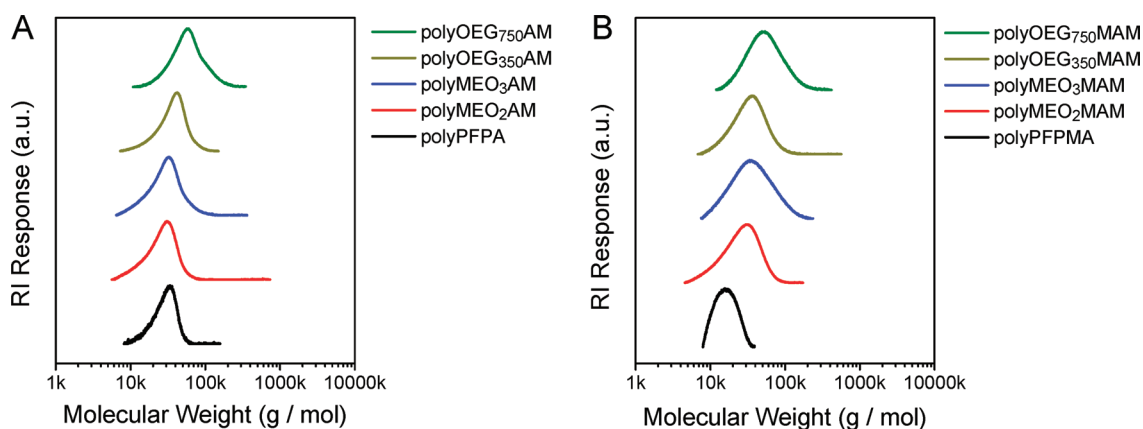 A
RI Response (a.u.)
polyOEG₇₅₀AM
polyOEG₃₅₀AM
polyMEO₃AM
polyMEO₂AM
polyPFPA
1k 10k 100k 1000k 10000k
Molecular Weight (g / mol)
B
RI Response (a.u.)
polyOEG₇₅₀MAM
polyOEG₃₅₀MAM
polyMEO₃MAM
polyMEO₂MAM
polyPFPMA
1k 10k 100k 1000k 10000k
Molecular Weight (g / mol)